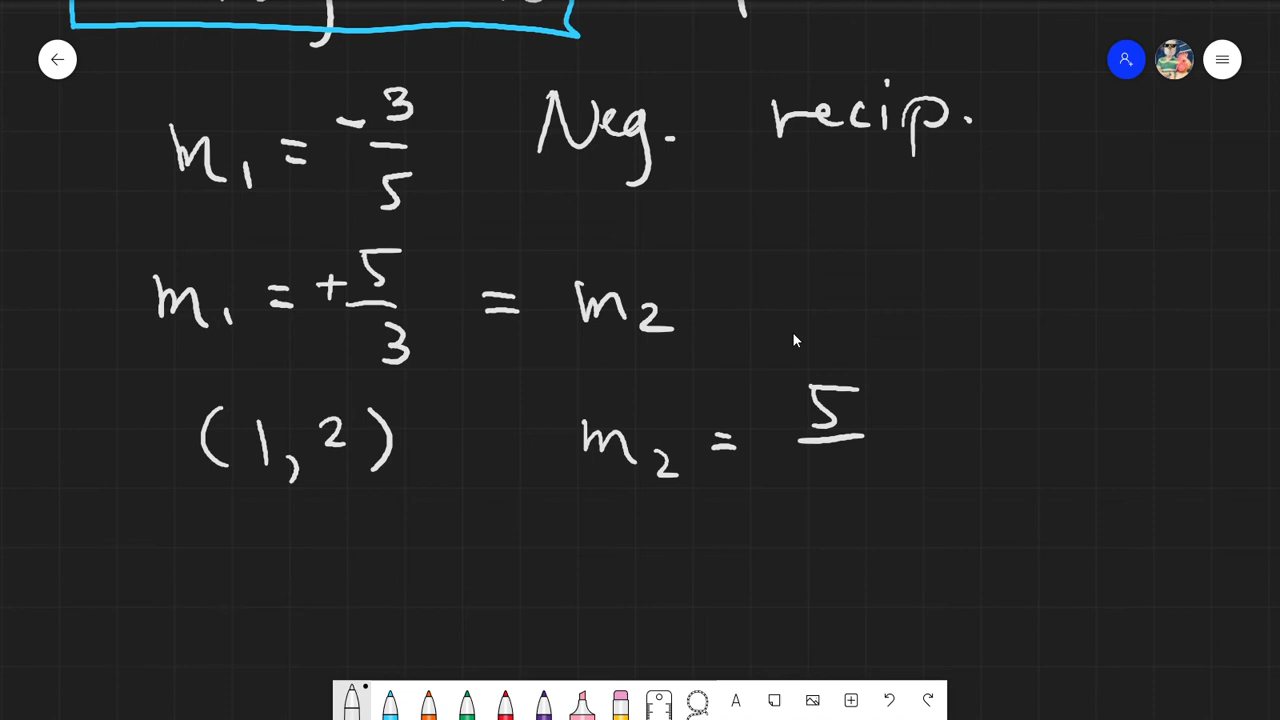 m₁ = -3/5 Neg. recip.
m₁ = +5/3 = m₂
(1, 2) m₂ = 5
A